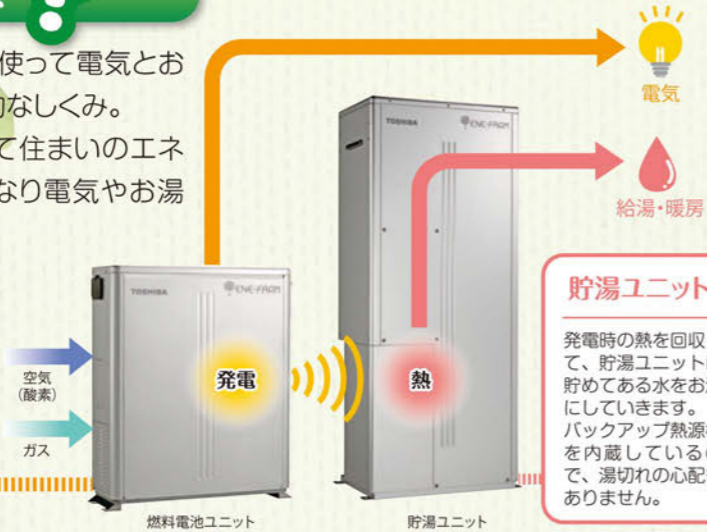 使って電気とお
的なしくみ。
て住まいのエネ
なり電気やお湯
電気
TOSHIBA
ENE-FARM
給湯・暖房
貯湯ユニット
TOSHIBA
ENE-FARM
発電時の熱を回収
て、貯湯ユニットに
貯めてある水をお湯
にしていきます。
バックアップ熱源
を内蔵している
で、湯切れの心配
ありません。
空気
(酸素)
発電
熱
ガス
燃料電池ユニット
貯湯ユニット